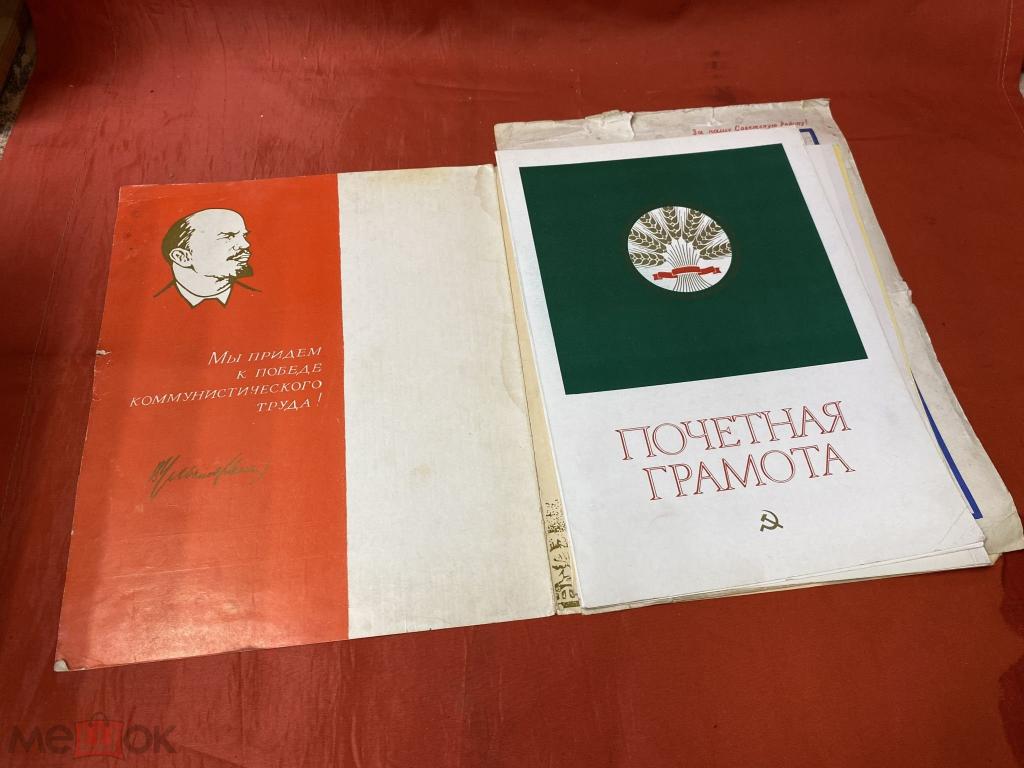 Мы придем
к победе
коммунистического
труда!
За нашу Советскую Родину!
ПОЧЕТНАЯ
ГРАМОТА
мешок